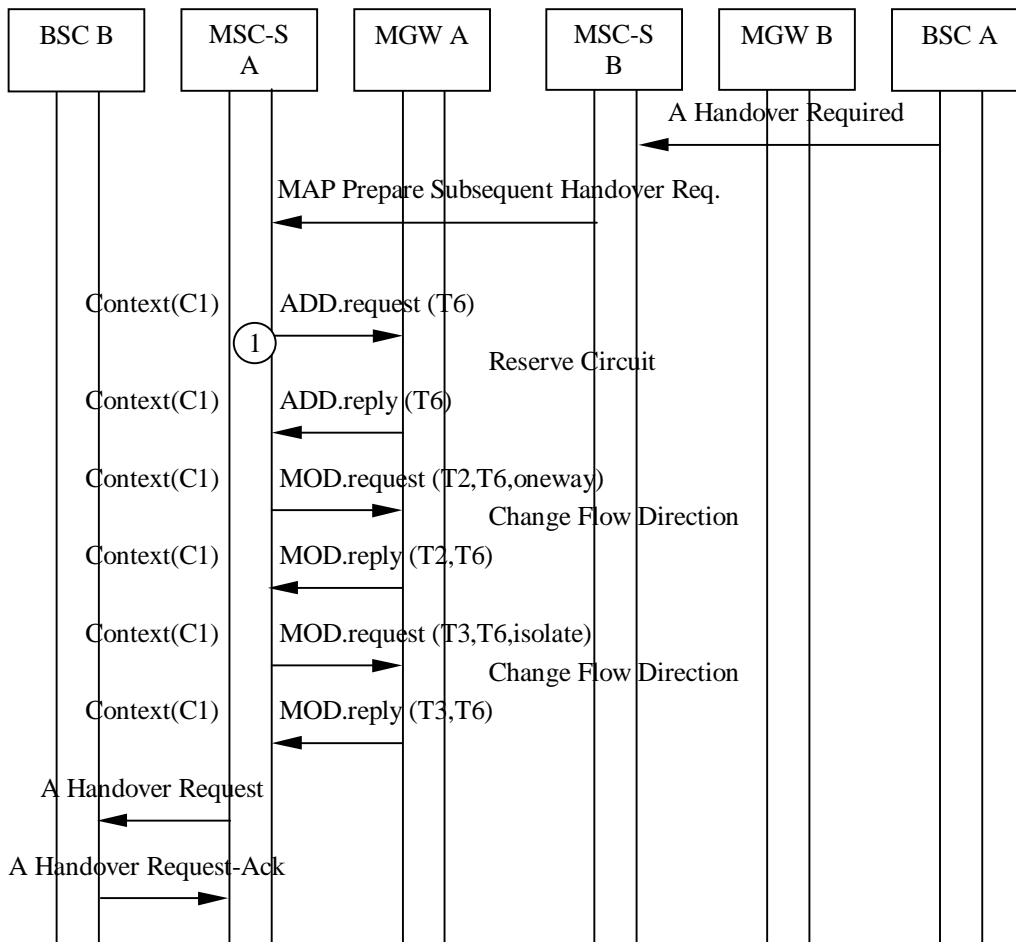 BSC B
MSC-S
A
MGW A
MSC-S
B
MGW B
BSC A
A Handover Required
MAP Prepare Subsequent Handover Req.
Context(C1)
ADD.request (T6)
1
Reserve Circuit
Context(C1)
ADD.reply (T6)
Context(C1)
MOD.request (T2,T6,oneway)
Change Flow Direction
Context(C1)
MOD.reply (T2,T6)
Context(C1)
MOD.request (T3,T6,isolate)
Change Flow Direction
Context(C1)
MOD.reply (T3,T6)
A Handover Request
A Handover Request-Ack